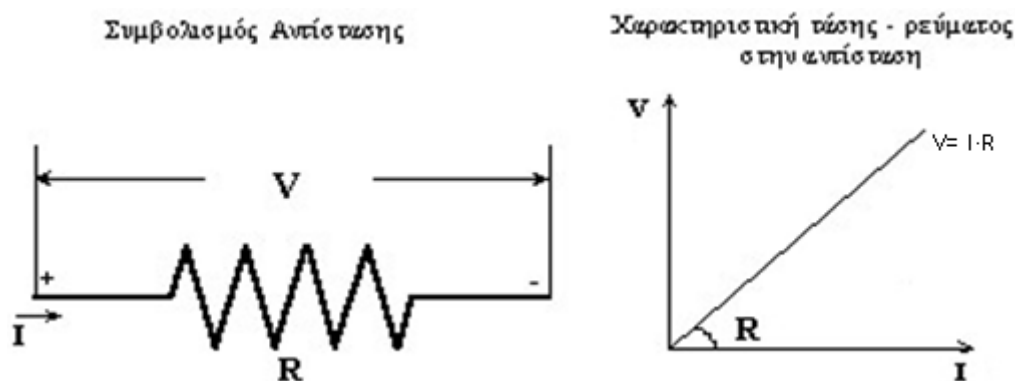 Συμβολισμός Αντίστασης
V
+
-
I
R
Χαρακτηριστική τάσης - ρεύματος
στην αντίσταση
V
V= I·R
R
I